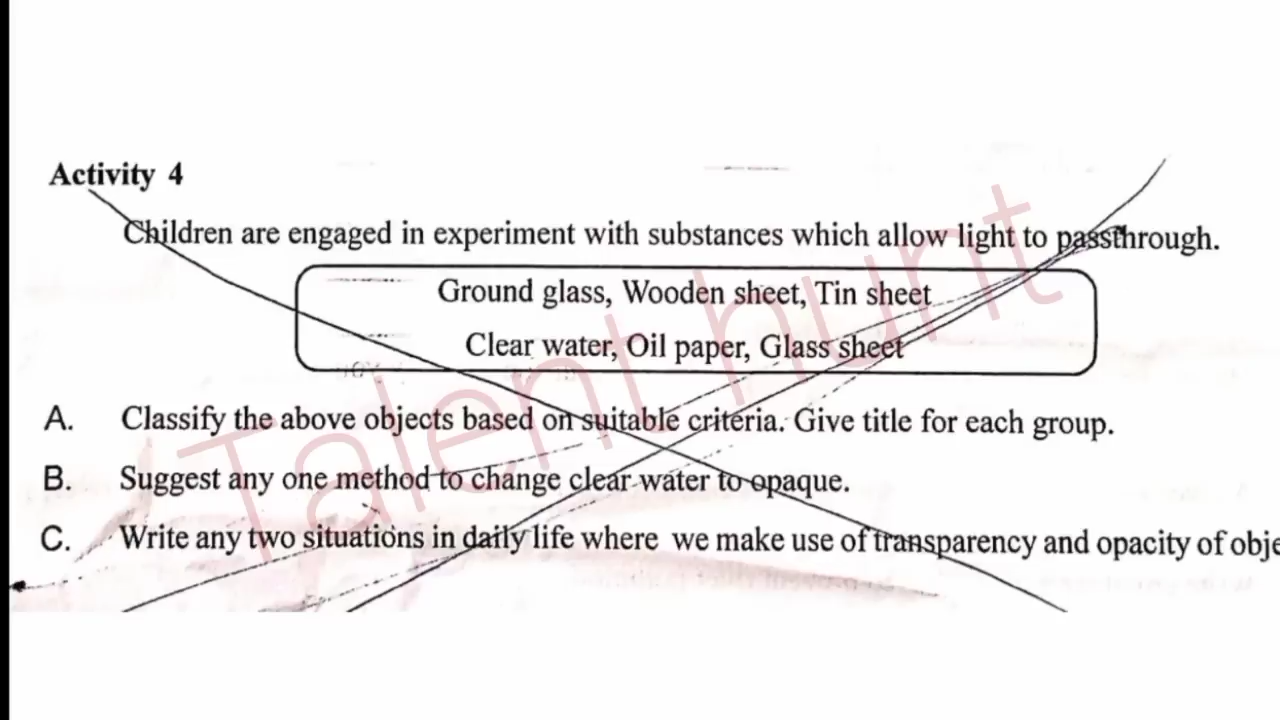 Activity 4
Children are engaged in experiment with substances which allow light to passthrough.
Ground glass, Wooden sheet, Tin sheet
Clear water, Oil paper, Glass sheet
A. Classify the above objects based on suitable criteria. Give title for each group.
B. Suggest any one method to change clear water to opaque.
C. Write any two situations in daily life where we make use of transparency and opacity of obje
Talent hunt